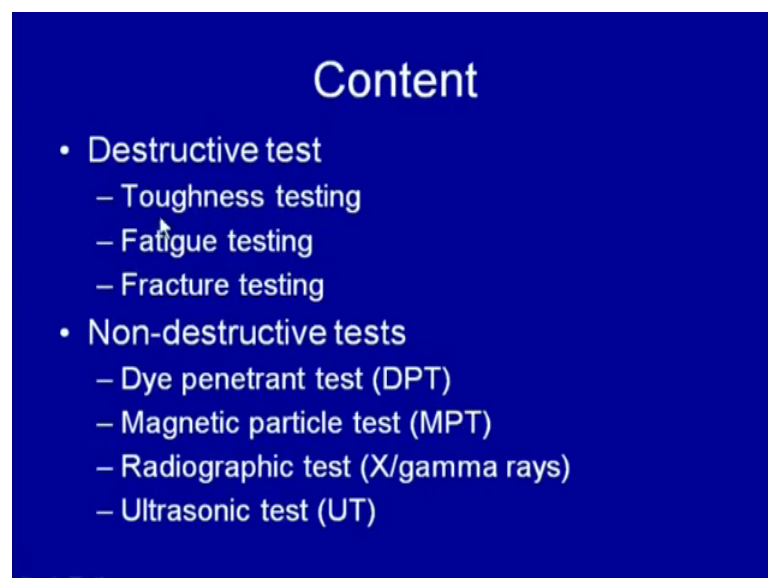 Content
• Destructive test
– Toughness testing
– Fatigue testing
– Fracture testing
• Non-destructive tests
– Dye penetrant test (DPT)
– Magnetic particle test (MPT)
– Radiographic test (X/gamma rays)
– Ultrasonic test (UT)